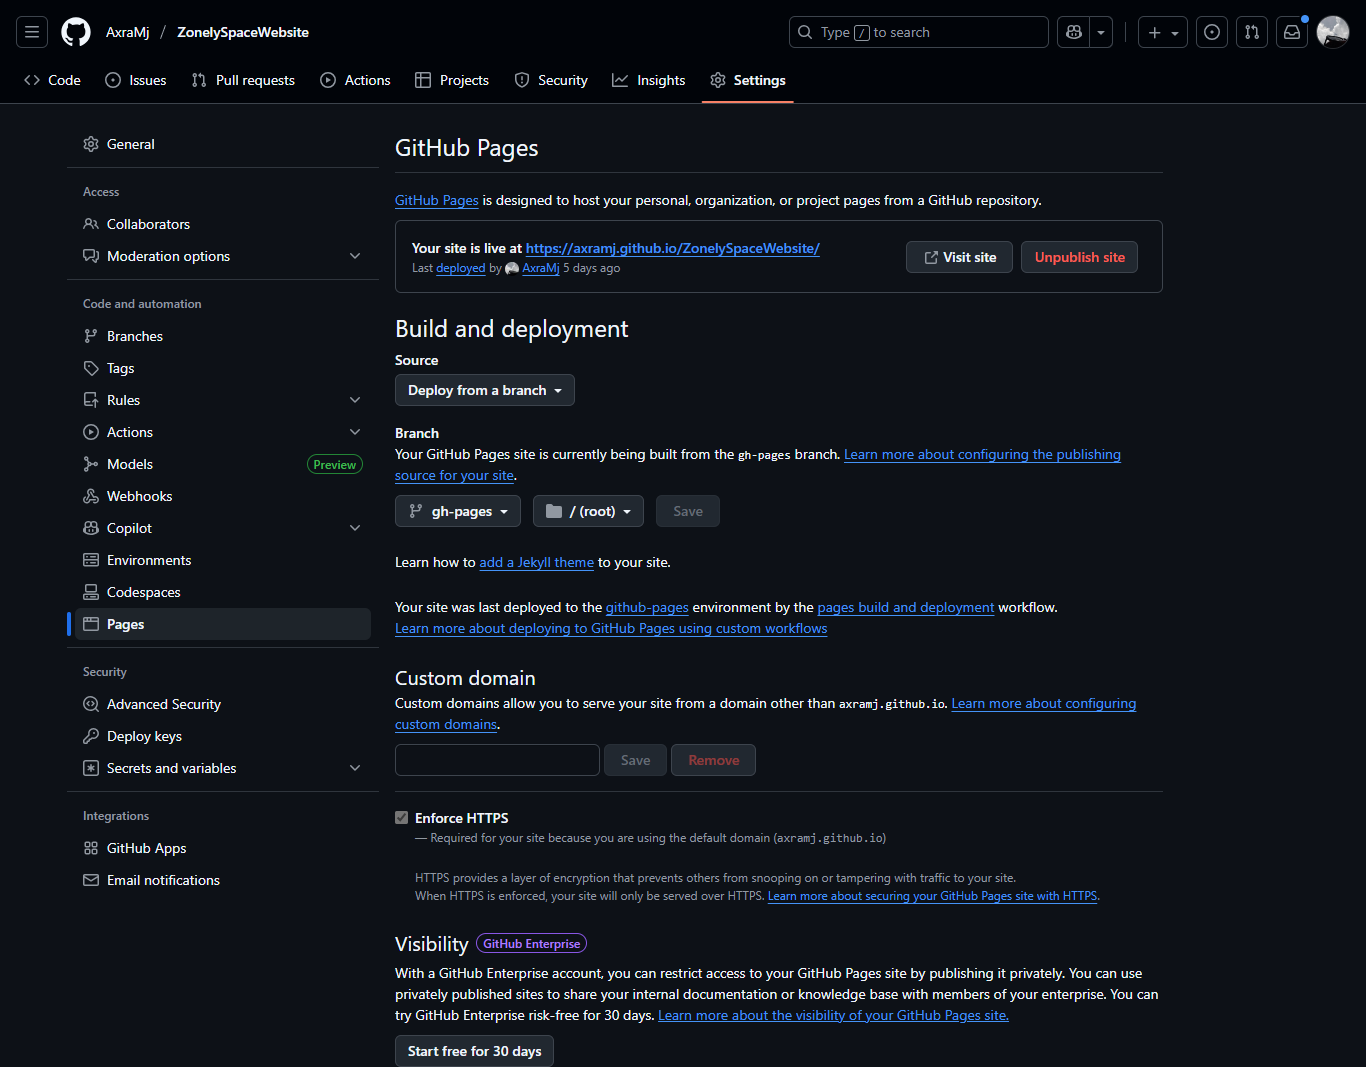 AxraMj / ZonelySpaceWebsite
Type / to search
Code
Issues
Pull requests
Actions
Projects
Security
Insights
Settings
General
Access
Collaborators
Moderation options
Code and automation
Branches
Tags
Rules
Actions
Models
Preview
Webhooks
Copilot
Environments
Codespaces
Pages
Security
Advanced Security
Deploy keys
Secrets and variables
Integrations
GitHub Apps
Email notifications
GitHub Pages
GitHub Pages is designed to host your personal, organization, or project pages from a GitHub repository.
Your site is live at https://axramj.github.io/ZonelySpaceWebsite/
Last deployed by AxraMj 5 days ago
Visit site
Unpublish site
Build and deployment
Source
Deploy from a branch
Branch
Your GitHub Pages site is currently being built from the gh-pages branch. Learn more about configuring the publishing
source for your site.
gh-pages
/ (root)
Save
Learn how to add a Jekyll theme to your site.
Your site was last deployed to the github-pages environment by the pages build and deployment workflow.
Learn more about deploying to GitHub Pages using custom workflows
Custom domain
Custom domains allow you to serve your site from a domain other than axramj.github.io. Learn more about configuring
custom domains.
Save
Remove
Enforce HTTPS
— Required for your site because you are using the default domain (axramj.github.io)
HTTPS provides a layer of encryption that prevents others from snooping on or tampering with traffic to your site.
When HTTPS is enforced, your site will only be served over HTTPS. Learn more about securing your GitHub Pages site with HTTPS.
Visibility
GitHub Enterprise
With a GitHub Enterprise account, you can restrict access to your GitHub Pages site by publishing it privately. You can use
privately published sites to share your internal documentation or knowledge base with members of your enterprise. You can
try GitHub Enterprise risk-free for 30 days. Learn more about the visibility of your GitHub Pages site.
Start free for 30 days